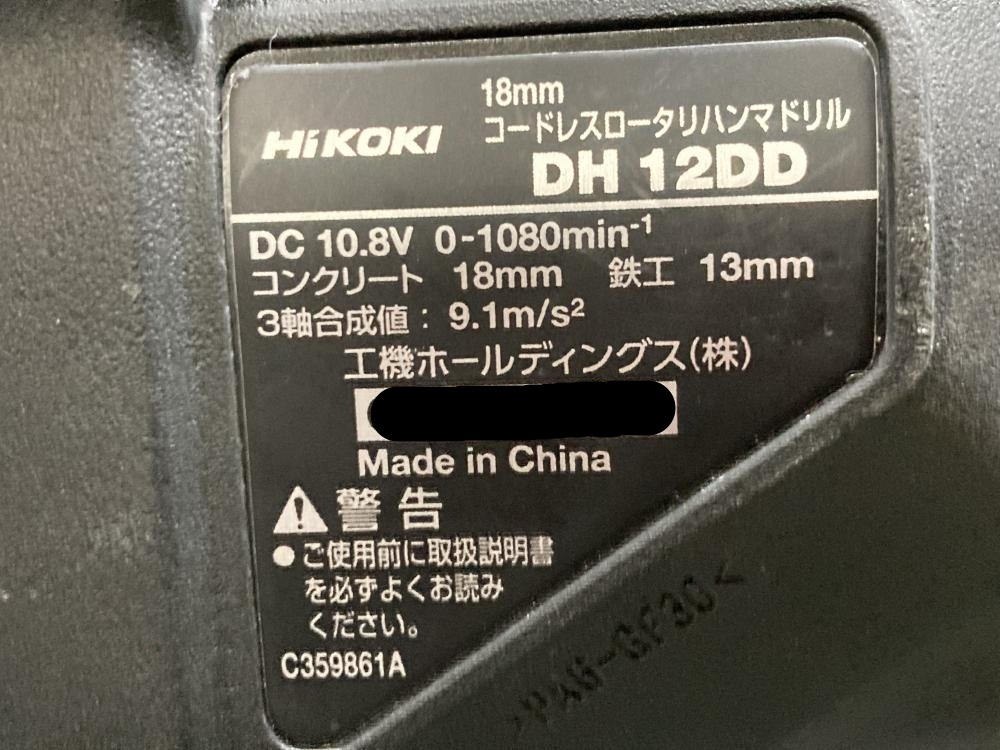 HiKOKI
18mm
コードレスロータリハンマドリル
DH 12DD
DC 10.8V 0-1080min⁻¹
コンクリート 18mm 鉄工 13mm
3軸合成値：9.1m/s²
工機ホールディングス(株)
Made in China
警告
●ご使用前に取扱説明書
を必ずよくお読み
ください。
C359861A
>PA6-GF30<